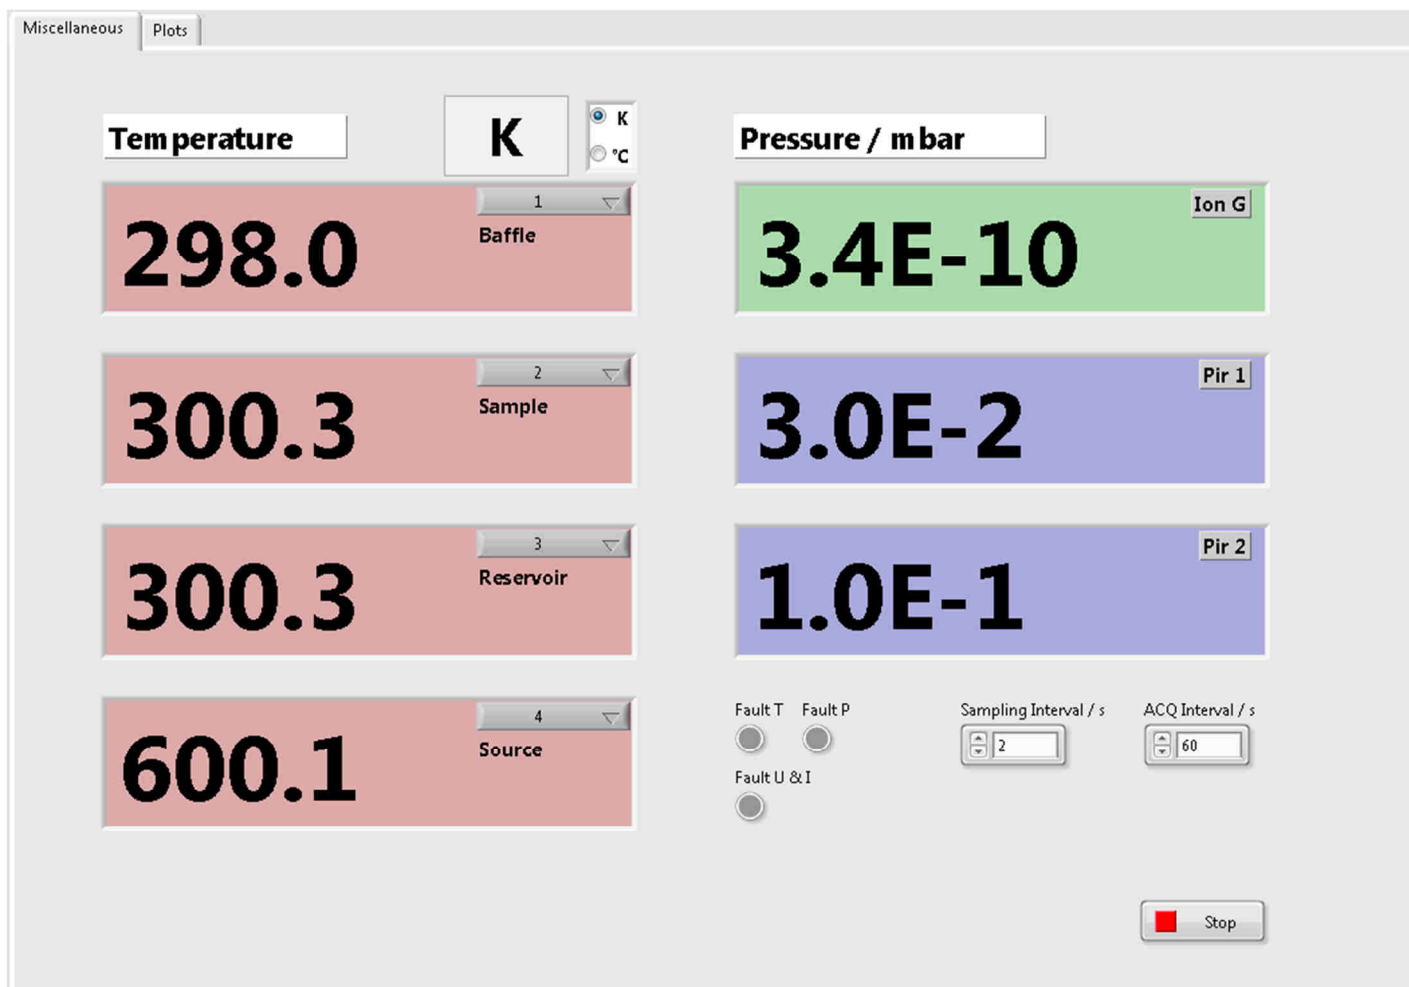 Miscellaneous
Plots
Temperature
K
K
°C
1
Baffle
298.0
2
Sample
300.3
3
Reservoir
300.3
4
Source
600.1
Pressure / mbar
Ion G
3.4E-10
Pir 1
3.0E-2
Pir 2
1.0E-1
Fault T
Fault P
Fault U & I
Sampling Interval / s
2
ACQ Interval / s
60
Stop